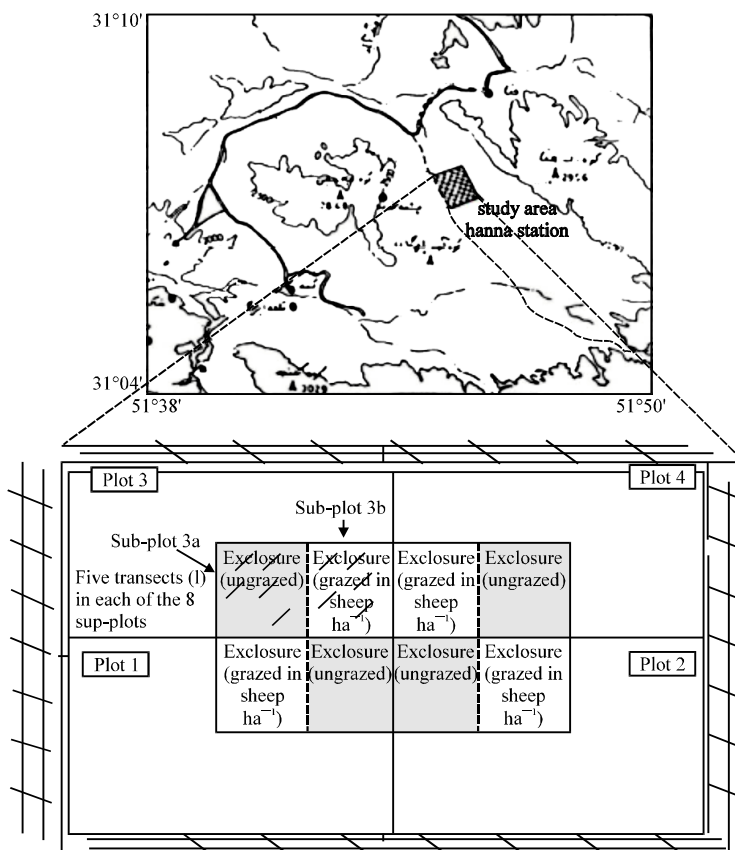 31°10'
2956
study area
hanna station
31°04'
51°38'
51°50'
Plot 3
Plot 4
Sub-plot 3b
Sub-plot 3a
Five transects (l)
in each of the 8
sup-plots
Exclosure
(ungrazed)
Exclosure
(grazed in
sheep
ha⁻¹)
Exclosure
(grazed in
sheep
ha⁻¹)
Exclosure
(ungrazed)
Plot 1
Plot 2
Exclosure
(grazed in
sheep
ha⁻¹)
Exclosure
(ungrazed)
Exclosure
(ungrazed)
Exclosure
(grazed in
sheep
ha⁻¹)